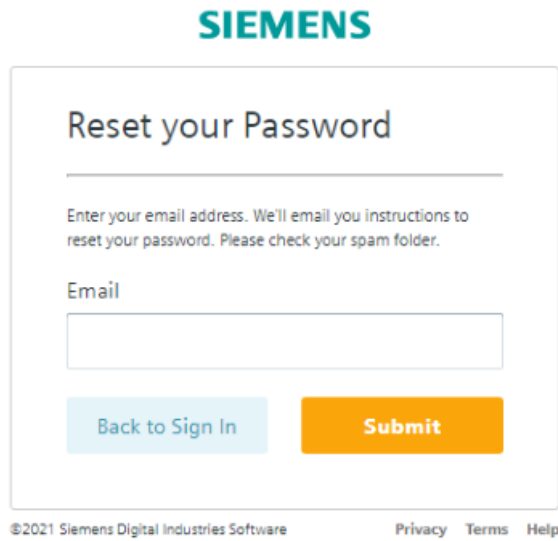 SIEMENS
Reset your Password
Enter your email address. We'll email you instructions to
reset your password. Please check your spam folder.
Email
Back to Sign In
Submit
©2021 Siemens Digital Industries Software
Privacy Terms Help